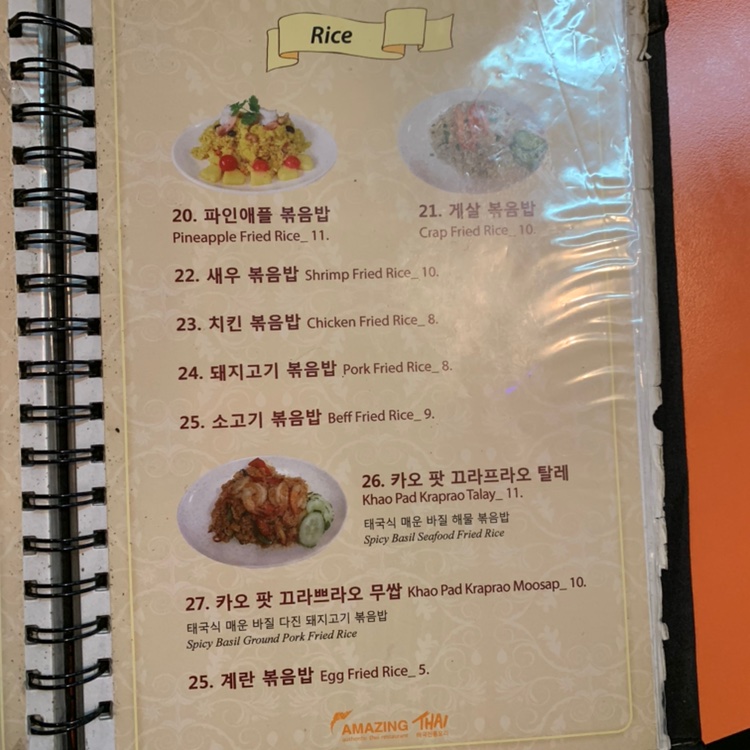 Rice
20. 파인애플 볶음밥
Pineapple Fried Rice_ 11.
21. 게살 볶음밥
Crap Fried Rice_ 10.
22. 새우 볶음밥 Shrimp Fried Rice_ 10.
23. 치킨 볶음밥 Chicken Fried Rice_ 8.
24. 돼지고기 볶음밥 Pork Fried Rice_ 8.
25. 소고기 볶음밥 Beff Fried Rice_ 9.
26. 카오 팟 끄라프라오 탈레
Khao Pad Kraprao Talay_ 11.
태국식 매운 바질 해물 볶음밥
Spicy Basil Seafood Fried Rice
27. 카오 팟 끄라쁘라오 무쌉 Khao Pad Kraprao Moosap_ 10.
태국식 매운 바질 다진 돼지고기 볶음밥
Spicy Basil Ground Pork Fried Rice
25. 계란 볶음밥 Egg Fried Rice_ 5.
AMAZING THAI